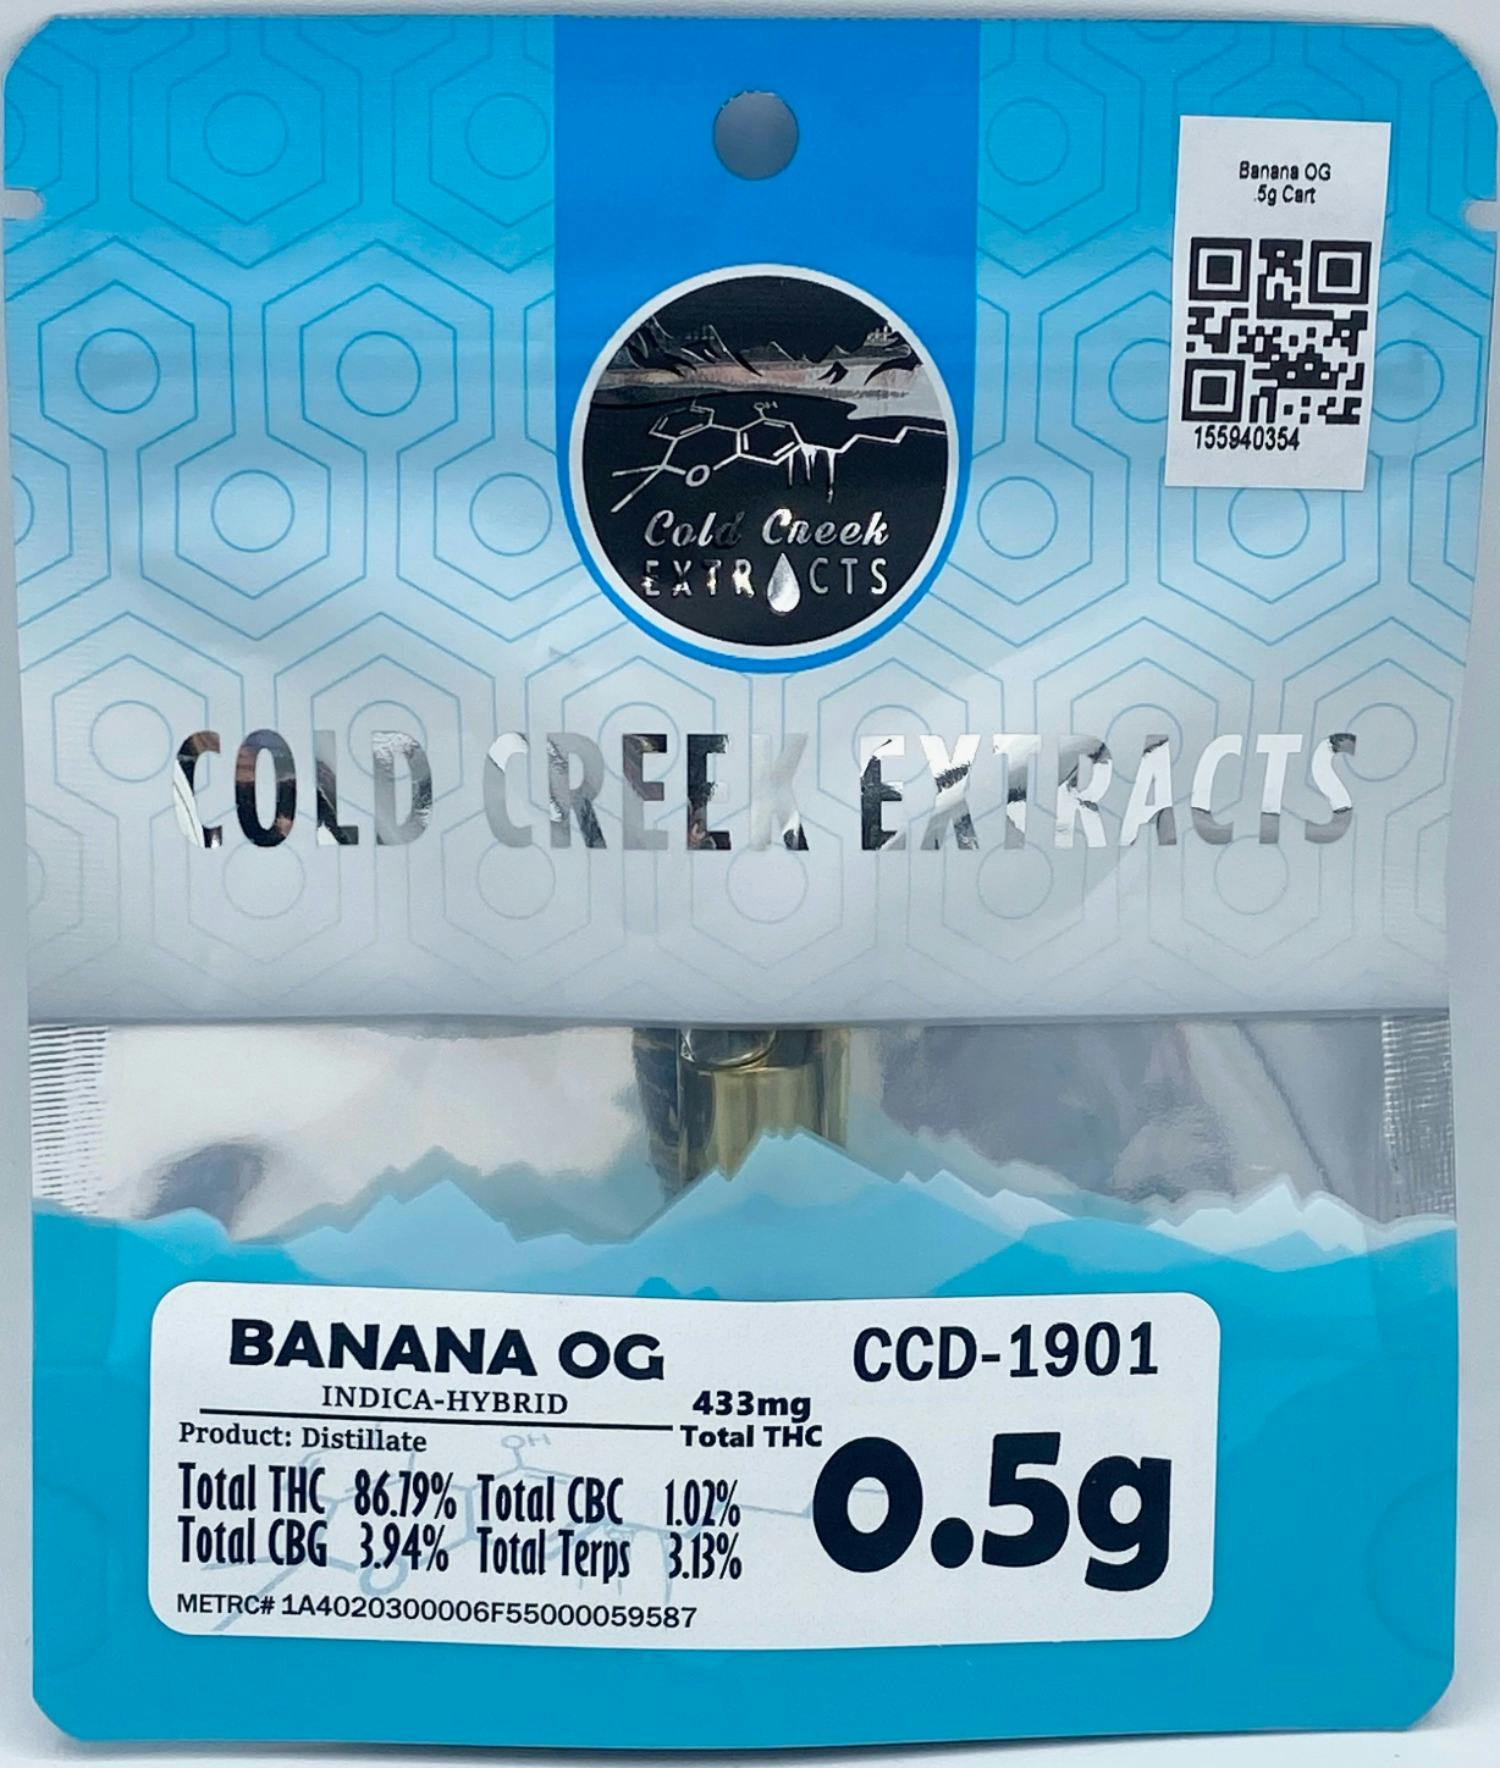 Banana OG
.5g Cart
155940354
OH
O
Cold Creek
EXTRACTS
COLD CREEK EXTRACTS
BANANA OG
CCD-1901
INDICA-HYBRID
433mg
Total THC
Product: Distillate
OH
0.5g
Total THC 86.79% Total CBC 1.02%
Total CBG 3.94% Total Terps 3.13%
O
METRC# 1A4020300006F55000059587